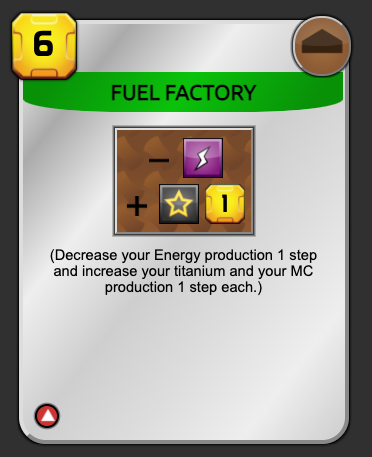 6
FUEL FACTORY
−
+ 1
(Decrease your Energy production 1 step
and increase your titanium and your MC
production 1 step each.)